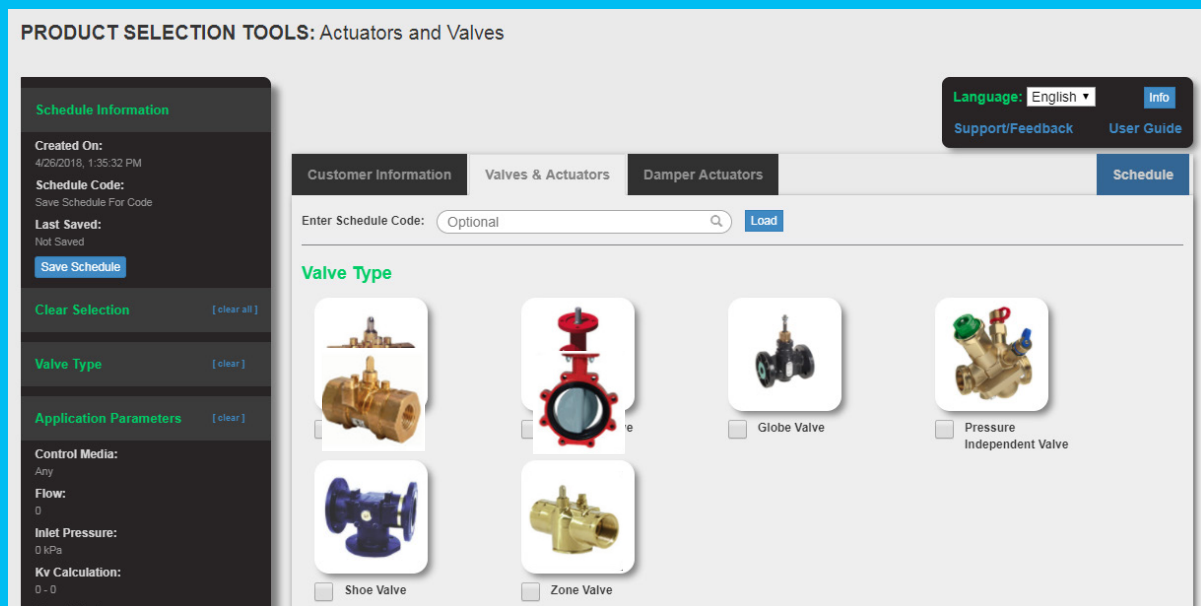 PRODUCT SELECTION TOOLS: Actuators and Valves
Schedule Information
Created On:
4/26/2018, 1:35:32 PM
Schedule Code:
Save Schedule For Code
Last Saved:
Not Saved
Save Schedule
Clear Selection [ clear all ]
Valve Type [ clear ]
Application Parameters [ clear ]
Control Media:
Any
Flow:
0
Inlet Pressure:
0 kPa
Kv Calculation:
0 - 0
Language: English Info
Support/Feedback User Guide
Customer Information Valves & Actuators Damper Actuators Schedule
Enter Schedule Code: Optional Load
Valve Type
Globe Valve
Pressure
Independent Valve
Shoe Valve
Zone Valve